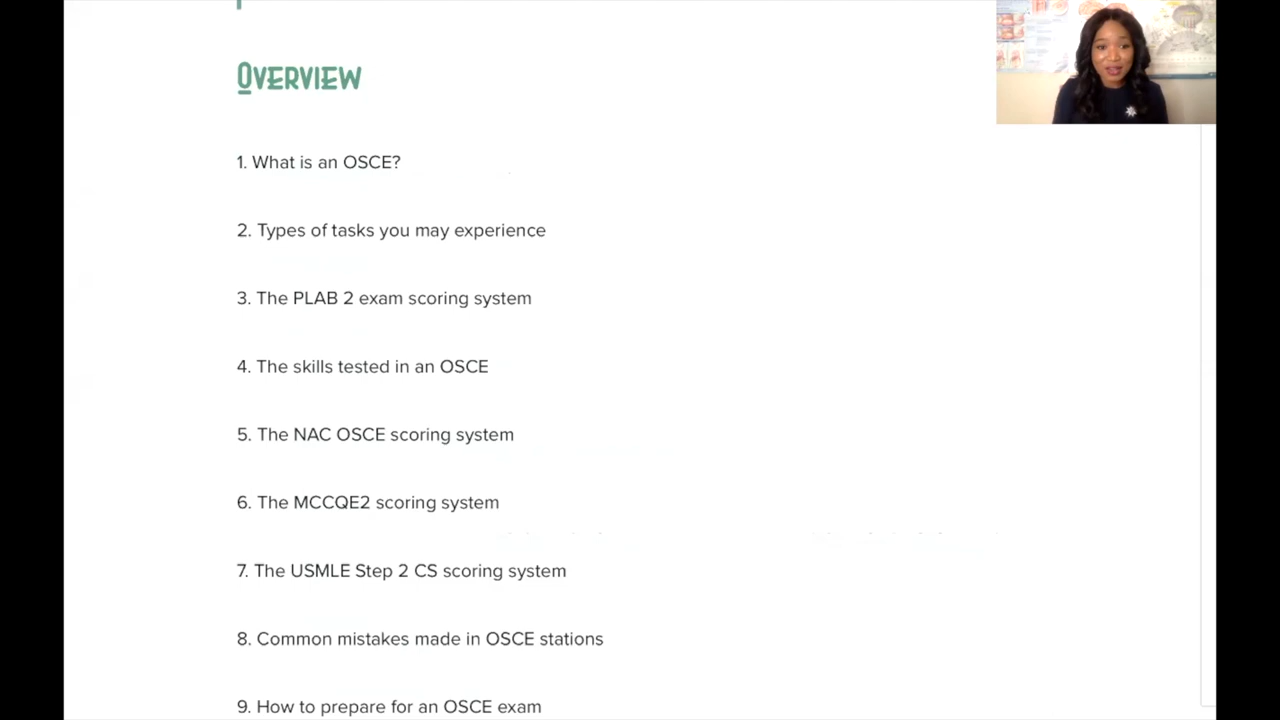 OVERVIEW
1. What is an OSCE?
2. Types of tasks you may experience
3. The PLAB 2 exam scoring system
4. The skills tested in an OSCE
5. The NAC OSCE scoring system
6. The MCCQE2 scoring system
7. The USMLE Step 2 CS scoring system
8. Common mistakes made in OSCE stations
9. How to prepare for an OSCE exam